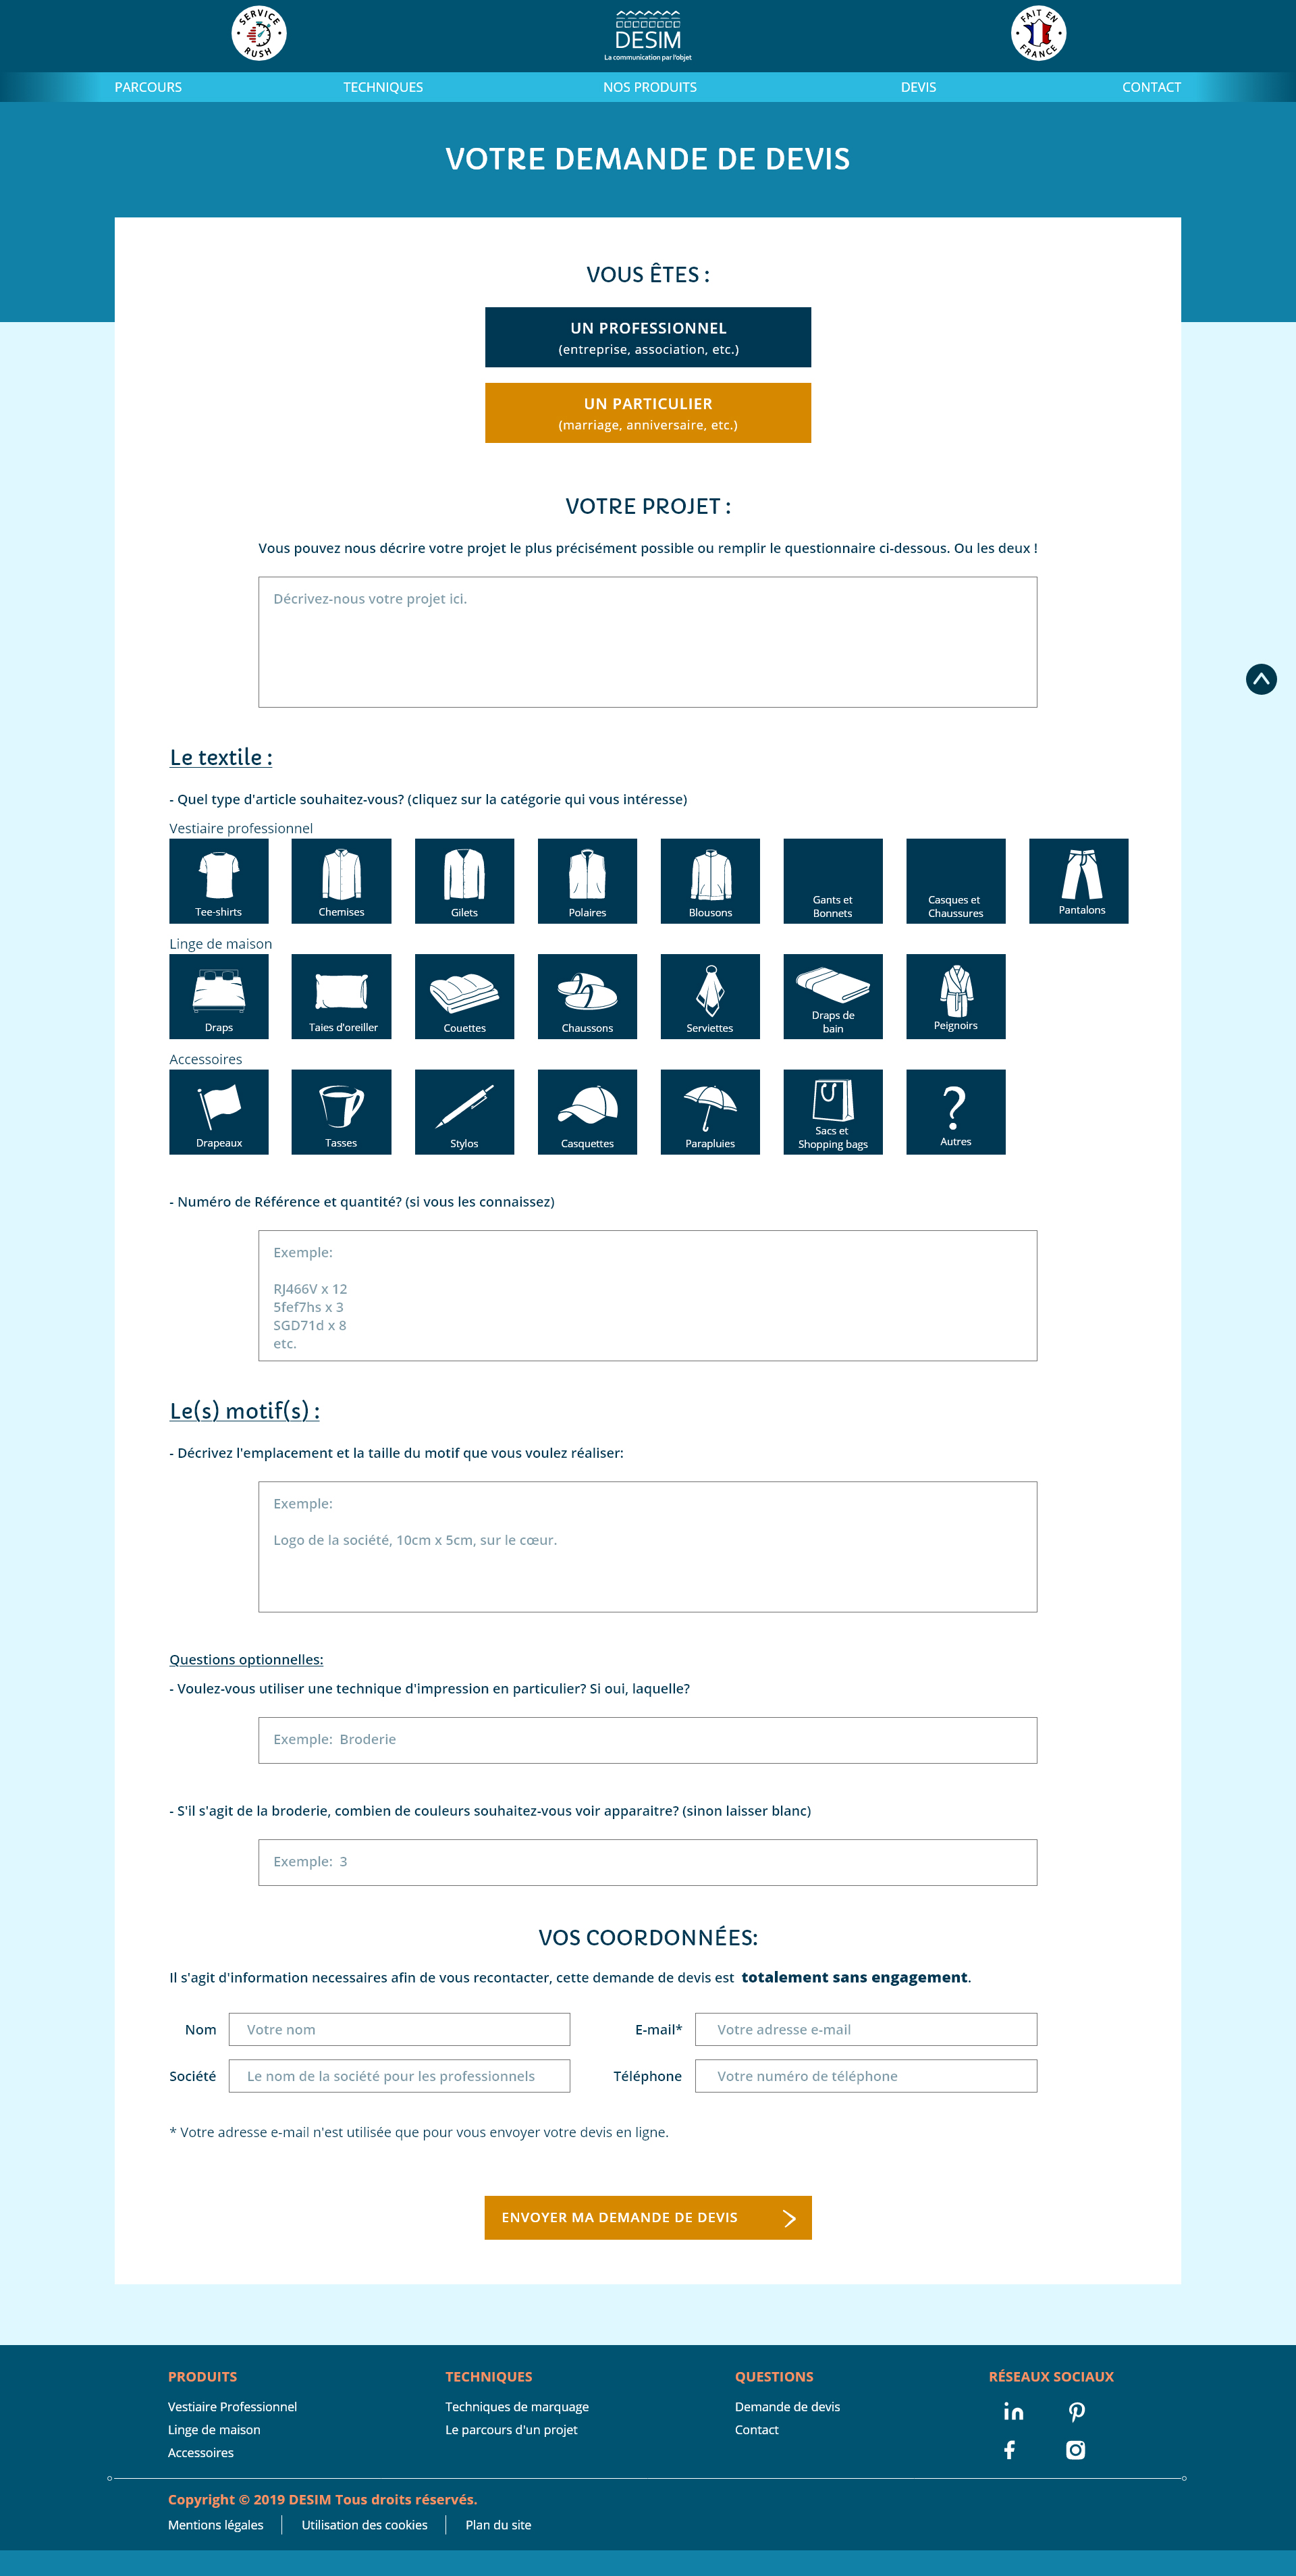 SERVICE
RUSH
DESIM
La communication par l'objet
FAIT EN
FRANCE
PARCOURS
TECHNIQUES
NOS PRODUITS
DEVIS
CONTACT
VOTRE DEMANDE DE DEVIS
VOUS ÊTES :
UN PROFESSIONNEL
(entreprise, association, etc.)
UN PARTICULIER
(marriage, anniversaire, etc.)
VOTRE PROJET :
Vous pouvez nous décrire votre projet le plus précisément possible ou remplir le questionnaire ci-dessous. Ou les deux !
Décrivez-nous votre projet ici.
Le textile :
- Quel type d'article souhaitez-vous? (cliquez sur la catégorie qui vous intéresse)
Vestiaire professionnel
Tee-shirts
Chemises
Gilets
Polaires
Blousons
Gants et
Bonnets
Casques et
Chaussures
Pantalons
Linge de maison
Draps
Taies d'oreiller
Couettes
Chaussons
Serviettes
Draps de
bain
Peignoirs
Accessoires
Drapeaux
Tasses
Stylos
Casquettes
Parapluies
Sacs et
Shopping bags
?
Autres
- Numéro de Référence et quantité? (si vous les connaissez)
Exemple:
RJ466V x 12
5fef7hs x 3
SGD71d x 8
etc.
Le(s) motif(s) :
- Décrivez l'emplacement et la taille du motif que vous voulez réaliser:
Exemple:
Logo de la société, 10cm x 5cm, sur le cœur.
Questions optionnelles:
- Voulez-vous utiliser une technique d'impression en particulier? Si oui, laquelle?
Exemple: Broderie
- S'il s'agit de la broderie, combien de couleurs souhaitez-vous voir apparaitre? (sinon laisser blanc)
Exemple: 3
VOS COORDONNÉES:
Il s'agit d'information necessaires afin de vous recontacter, cette demande de devis est totalement sans engagement.
Nom
Votre nom
E-mail*
Votre adresse e-mail
Société
Le nom de la société pour les professionnels
Téléphone
Votre numéro de téléphone
* Votre adresse e-mail n'est utilisée que pour vous envoyer votre devis en ligne.
ENVOYER MA DEMANDE DE DEVIS
PRODUITS
Vestiaire Professionnel
Linge de maison
Accessoires
TECHNIQUES
Techniques de marquage
Le parcours d'un projet
QUESTIONS
Demande de devis
Contact
RÉSEAUX SOCIAUX
Copyright © 2019 DESIM Tous droits réservés.
Mentions légales
Utilisation des cookies
Plan du site